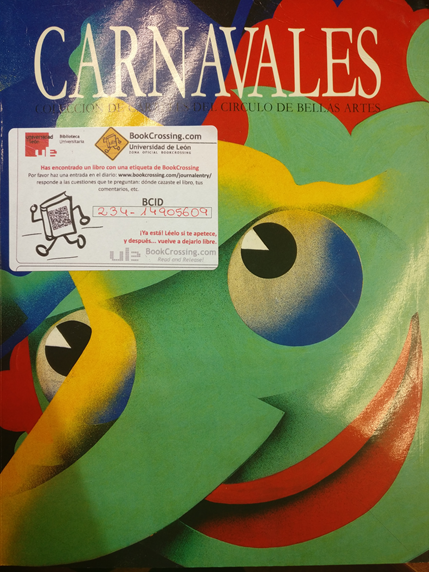 CARNAVALES
COLECCION DE CARTELES DEL CIRCULO DE BELLAS ARTES
Universidad
León
Biblioteca
Universitaria
ule
BookCrossing.com
Universidad de León
ZONA OFICIAL BOOKCROSSING
Has encontrado un libro con una etiqueta de BookCrossing
Por favor haz una entrada en el diario: www.bookcrossing.com/journalentry/
responde a las cuestiones que te preguntan: dónde cazaste el libro, tus
comentarios, etc.
BCID
234-14905609
¡Ya está! Léelo si te apetece,
y después... vuelve a dejarlo libre.
ule BookCrossing.com
Read and Release!